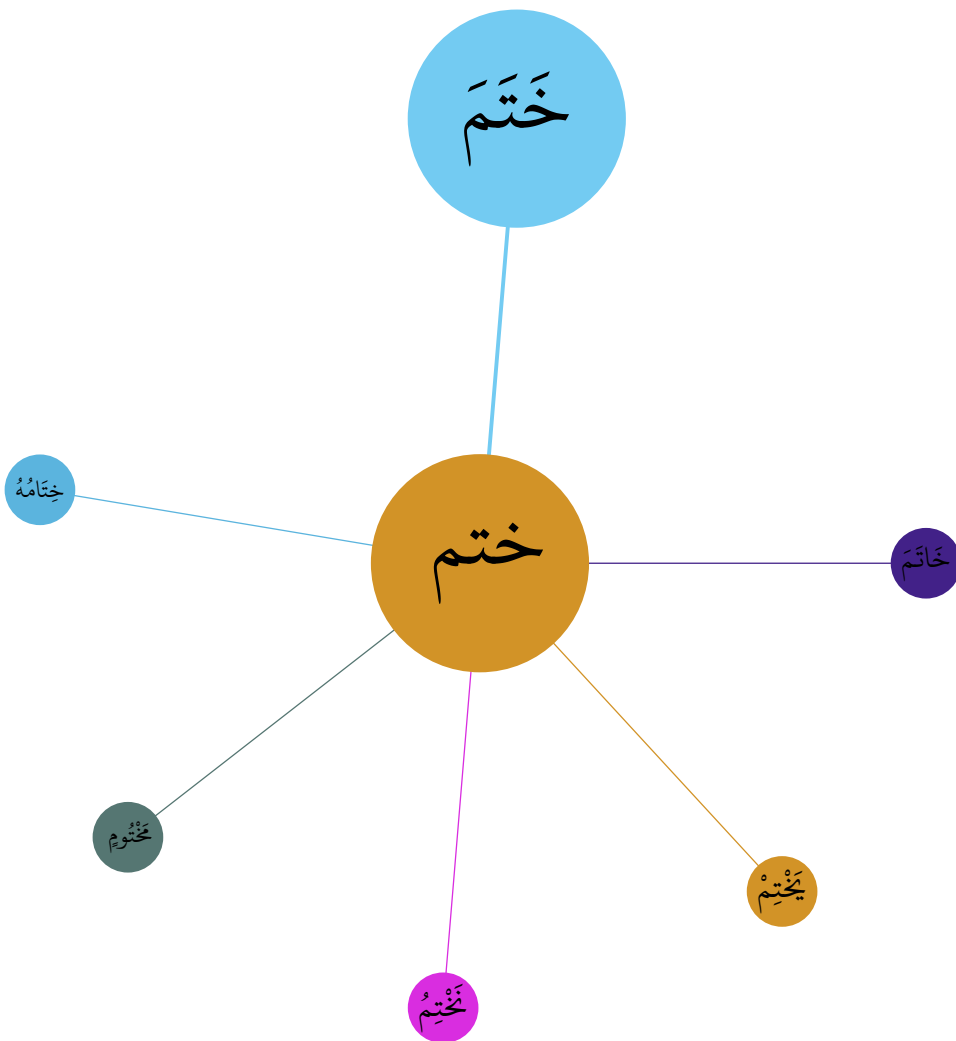 خَتَمَ
خِتَامُهُ
ختم
خَاتَمَ
مَخْتُومٍ
يَخْتِمْ
نَخْتِمُ